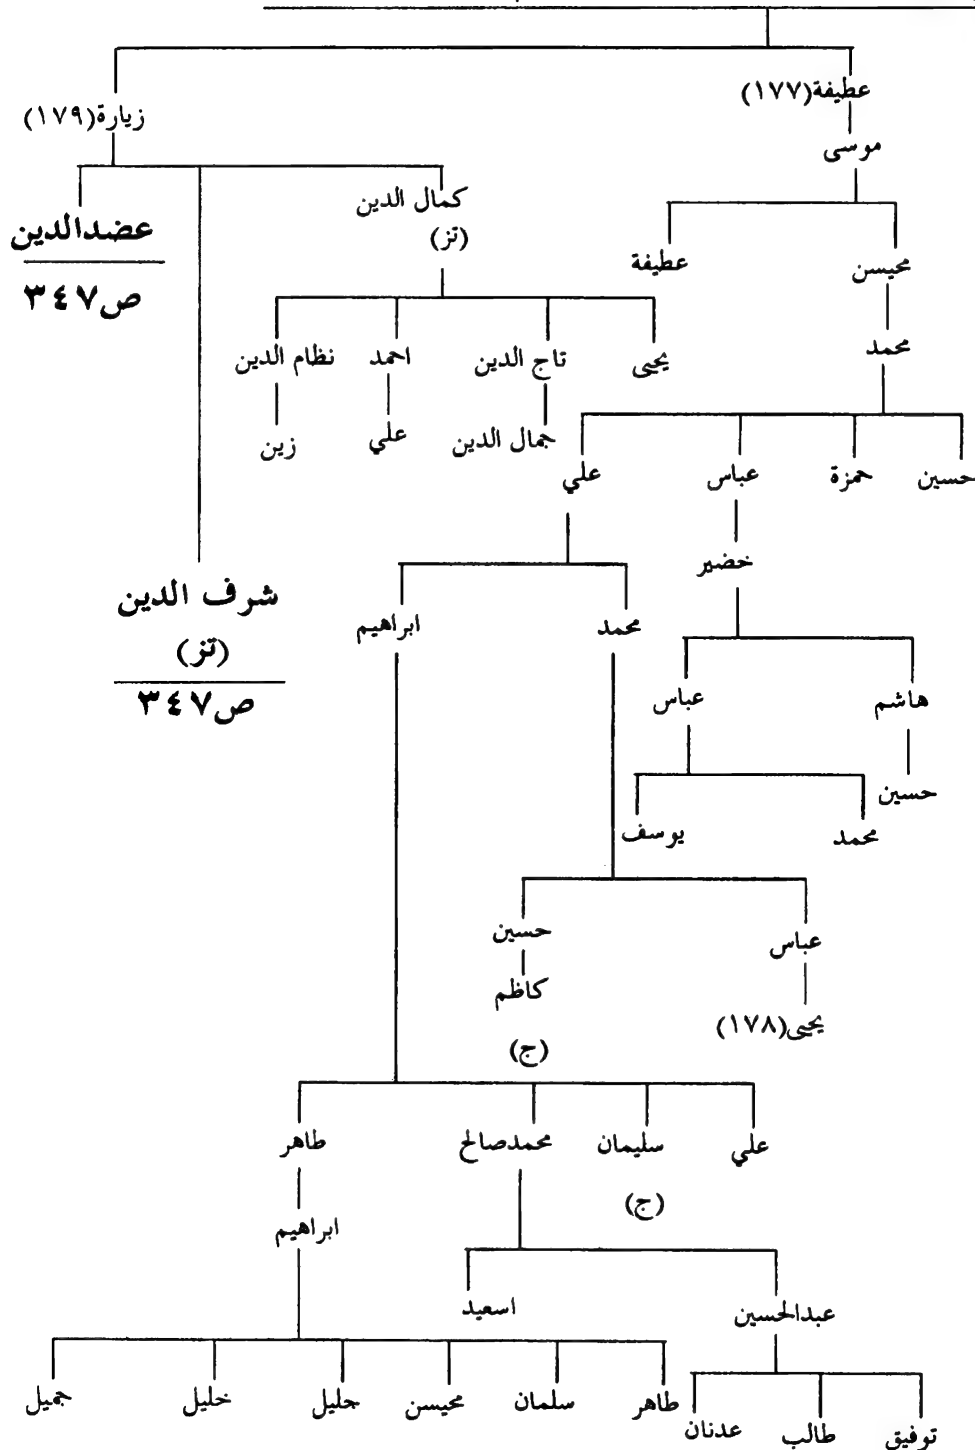 عطيفة(١٧٧)
زيارة(١٧٩)
موسى
كمال الدين
(تز)
عضدالدين
ص٣٤٧
محيسن
عطيفة
محمد
يحيى
تاج الدين
احمد
نظام الدين
جمال الدين
علي
زين
حسين
حمزة
عباس
علي
خضير
شرف الدين
(تز)
ص٣٤٧
محمد
ابراهيم
هاشم
عباس
حسين
محمد
يوسف
عباس
حسين
يحيى(١٧٨)
كاظم
(ج)
علي
سليمان
(ج)
محمدصالح
طاهر
ابراهيم
عبدالحسين
اسعيد
طاهر
سلمان
محيسن
جليل
خليل
جميل
توفيق
طالب
عدنان